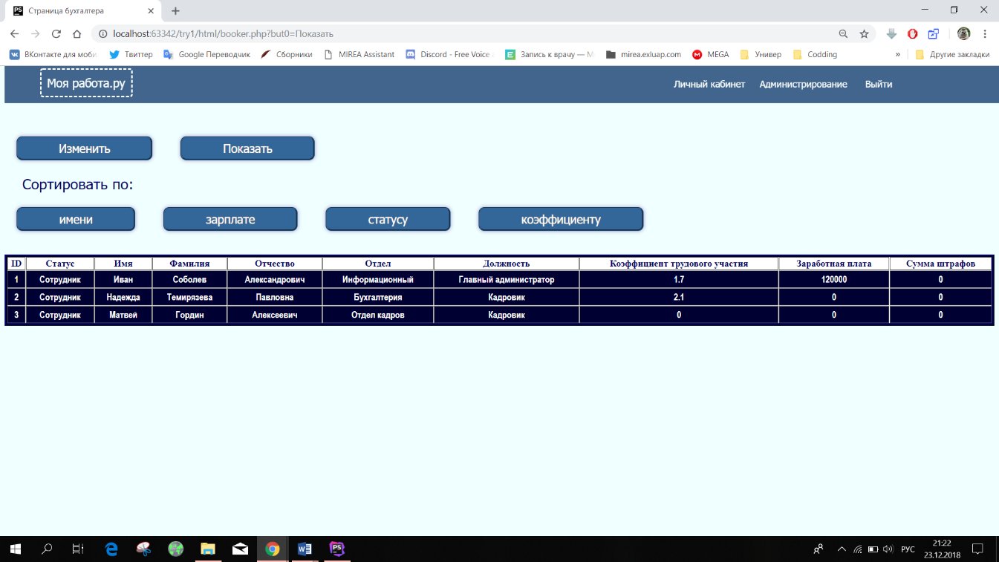 Страница бухгалтера
localhost:63342/try1/html/booker.php?but0=Показать
ВКонтакте для моби Твиттер Google Переводчик Сборники MIREA Assistant Discord - Free Voice Запись к врачу — М mirea.exluap.com MEGA Универ Codding » Другие закладки
Моя работа.ру Личный кабинет Администрирование Выйти
Изменить Показать
Сортировать по:
имени зарплате статусу коэффициенту
ID Статус Имя Фамилия Отчество Отдел Должность Коэффициент трудового участия Заработная плата Сумма штрафов
1 Сотрудник Иван Соболев Александрович Информационный Главный администратор 1.7 120000 0
2 Сотрудник Надежда Темирязева Павловна Бухгалтерия Кадровик 2.1 0 0
3 Сотрудник Матвей Гордин Алексеевич Отдел кадров Кадровик 0 0 0
РУС 21:22
23.12.2018